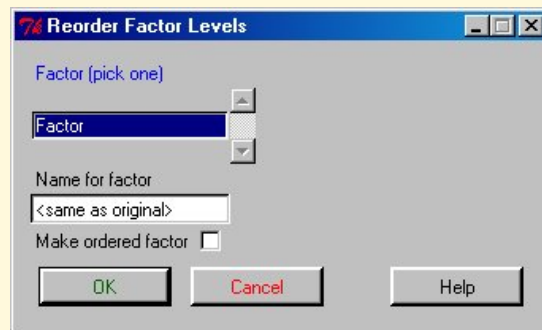 Reorder Factor Levels
Factor (pick one)
Factor
Name for factor
<same as original>
Make ordered factor
OK
Cancel
Help